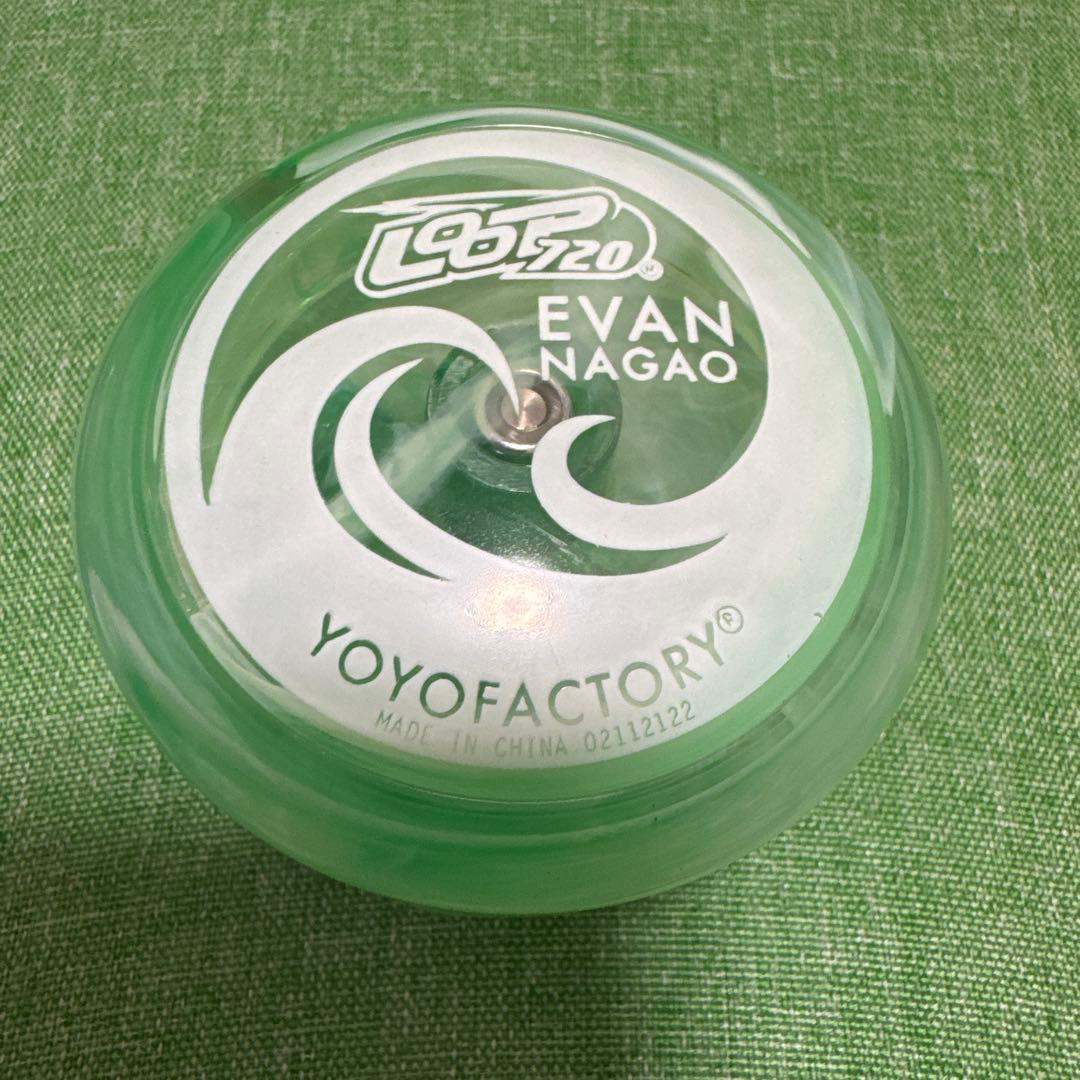 LOOP720®
EVAN
NAGAO
YOYOFACTORY®
MADE IN CHINA 02112122